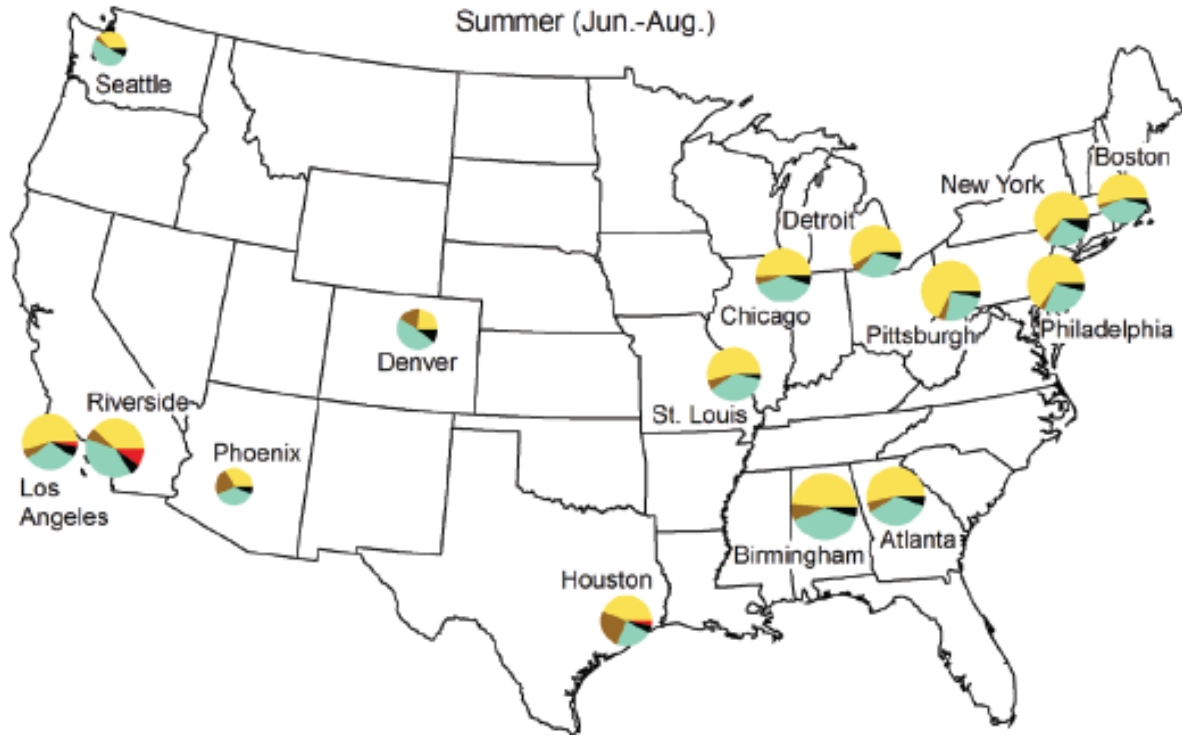 Summer (Jun.-Aug.)
Seattle
Boston
New York
Detroit
Chicago
Pittsburgh
Philadelphia
Denver
St. Louis
Riverside
Phoenix
Los
Angeles
Birmingham
Atlanta
Houston